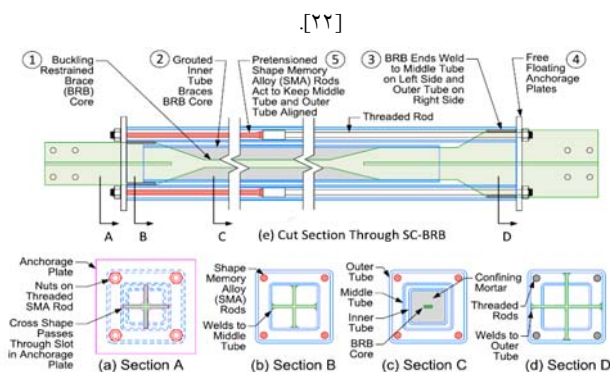 [۲۲].
① Buckling Restrained Brace (BRB) Core
② Grouted Inner Tube Braces BRB Core
Pretensioned ⑤ Shape Memory Alloy (۲۱) Rods Act to Keep Middle Tube and Outer Tube Aligned
③ BRB Ends Weld to Middle Tube on Left Side and Outer Tube on Right Side
Free ④ Floating Anchorage Plates
Threaded Rod
A
B
C
D
(e) Cut Section Through SC-BRB
Anchorage Plate
Nuts on Threaded SMA Rod
Cross Shape Passes Through Slot in Anchorage Plate
(a) Section A
Shape Memory Alloy (SMA) Rods
Welds to Middle Tube
(b) Section B
Outer Tube
Middle Tube
Inner Tube
BRB Core
Confining Mortar
(c) Section C
Threaded Rods
Welds to Outer Tube
(d) Section D